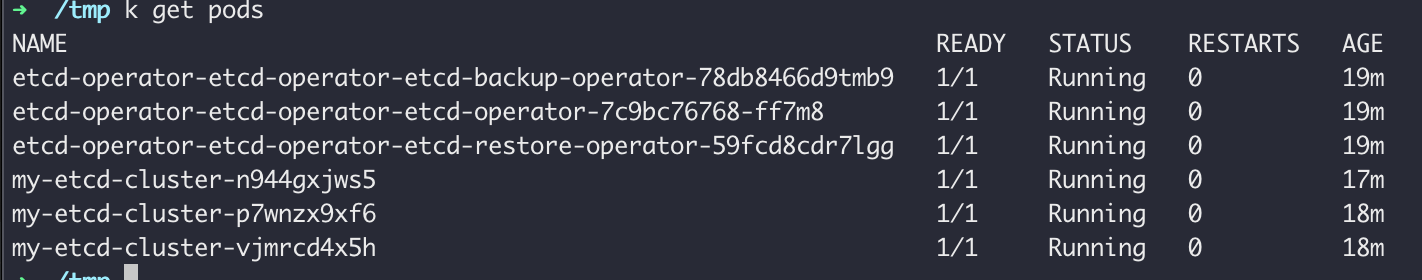 ➜ /tmp k get pods
NAME READY STATUS RESTARTS AGE
etcd-operator-etcd-operator-etcd-backup-operator-78db8466d9tmb9 1/1 Running 0 19m
etcd-operator-etcd-operator-etcd-operator-7c9bc76768-ff7m8 1/1 Running 0 19m
etcd-operator-etcd-operator-etcd-restore-operator-59fcd8cdr7lgg 1/1 Running 0 19m
my-etcd-cluster-n944gxjws5 1/1 Running 0 17m
my-etcd-cluster-p7wnzx9xf6 1/1 Running 0 18m
my-etcd-cluster-vjmrcd4x5h 1/1 Running 0 18m
➜ /tmp